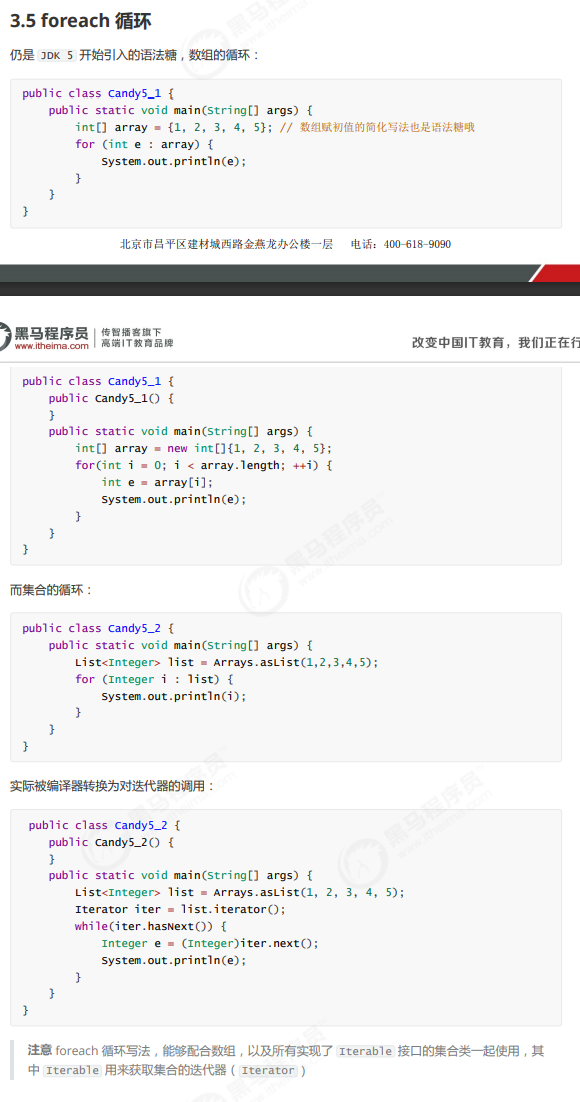 3.5 foreach 循环
仍是 JDK 5 开始引入的语法糖，数组的循环：
public class Candy5_1 {
    public static void main(String[] args) {
        int[] array = {1, 2, 3, 4, 5}; // 数组赋初值的简化写法也是语法糖哦
        for (int e : array) {
            System.out.println(e);
        }
    }
}
北京市昌平区建材城西路金燕龙办公楼一层 电话：400-618-9090
黑马程序员
www.itheima.com
传智播客旗下
高端IT教育品牌
改变中国IT教育，我们正在行
public class Candy5_1 {
    public Candy5_1() {
    }
    public static void main(String[] args) {
        int[] array = new int[]{1, 2, 3, 4, 5};
        for(int i = 0; i < array.length; ++i) {
            int e = array[i];
            System.out.println(e);
        }
    }
}
而集合的循环：
public class Candy5_2 {
    public static void main(String[] args) {
        List<Integer> list = Arrays.asList(1,2,3,4,5);
        for (Integer i : list) {
            System.out.println(i);
        }
    }
}
实际被编译器转换为对迭代器的调用：
public class Candy5_2 {
    public Candy5_2() {
    }
    public static void main(String[] args) {
        List<Integer> list = Arrays.asList(1, 2, 3, 4, 5);
        Iterator iter = list.iterator();
        while(iter.hasNext()) {
            Integer e = (Integer)iter.next();
            System.out.println(e);
        }
    }
}
注意 foreach 循环写法，能够配合数组，以及所有实现了 Iterable 接口的集合类一起使用，其
中 Iterable 用来获取集合的迭代器（ Iterator ）